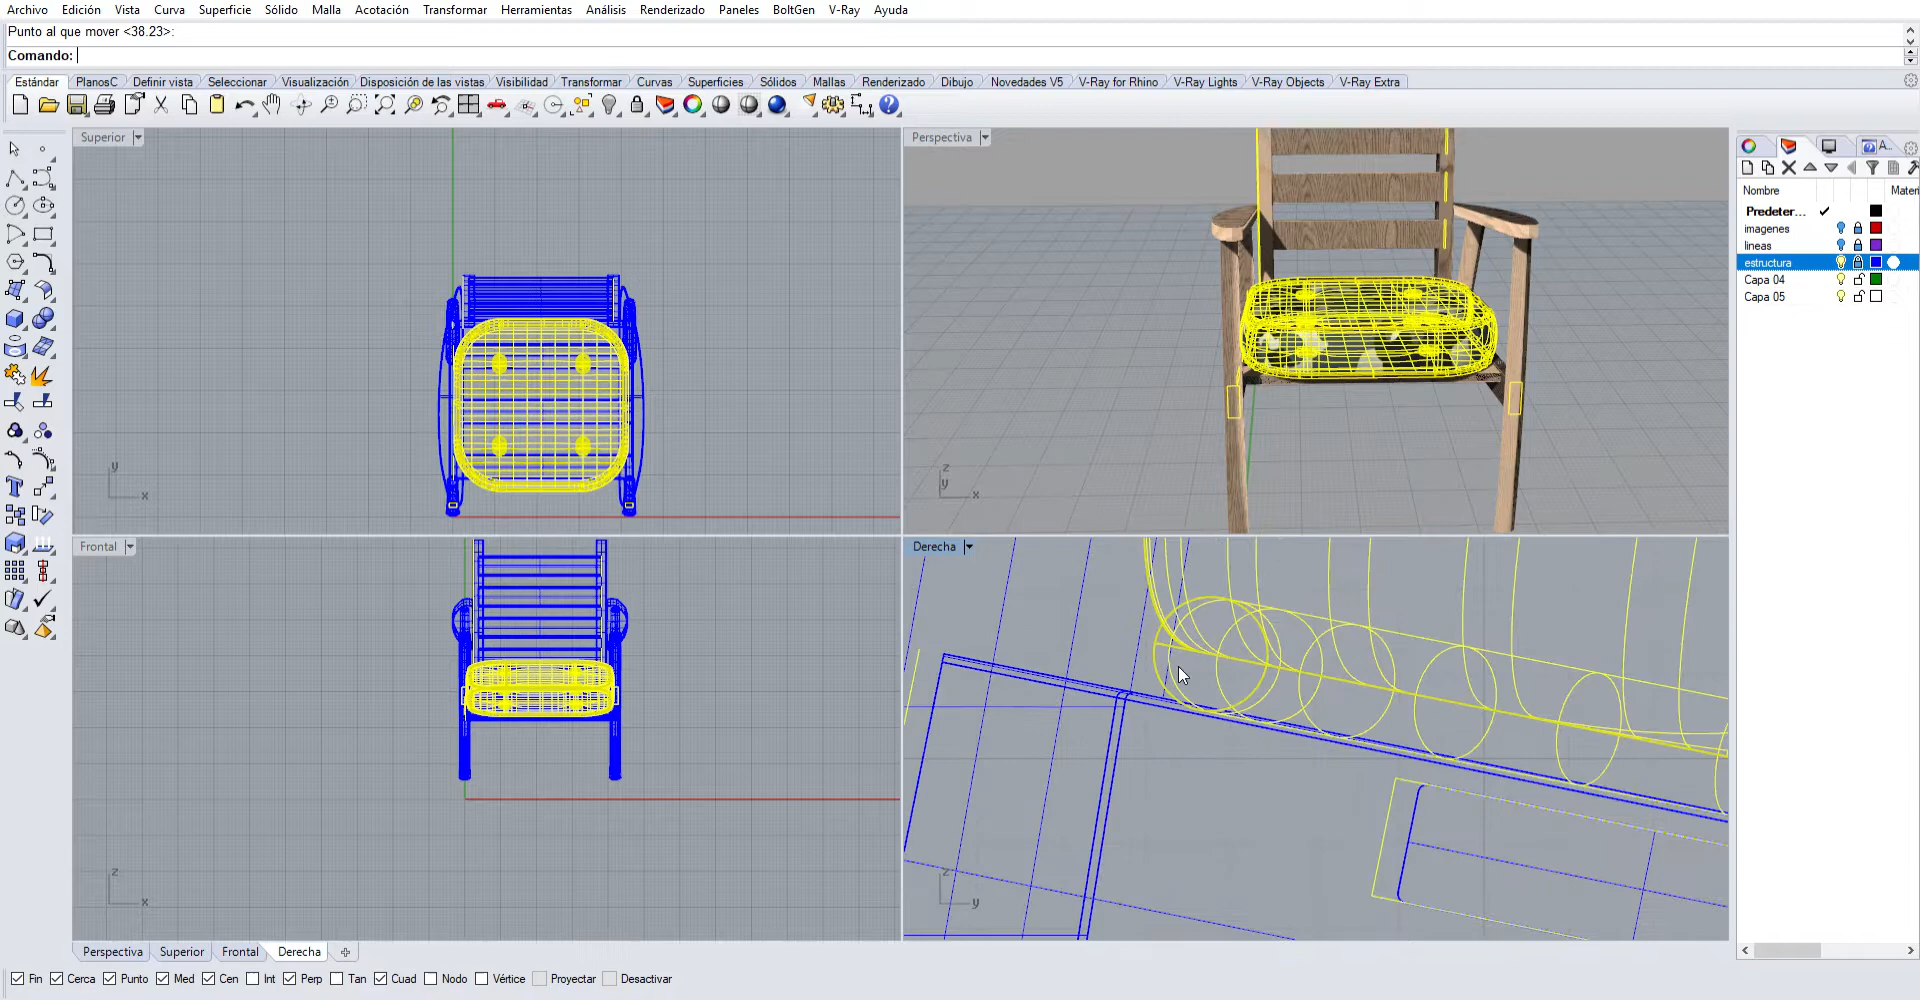 Archivo Edición Vista Curva Superficie Sólido Malla Acotación Transformar Herramientas Análisis Renderizado Paneles BoltGen V-Ray Ayuda
Punto al que mover <38.23>:
Comando:
Estándar PlanosC Definir vista Seleccionar Visualización Disposición de las vistas Visibilidad Transformar Curvas Superficies Sólidos Mallas Renderizado Dibujo Novedades V5 V-Ray for Rhino V-Ray Lights V-Ray Objects V-Ray Extra
Superior
Perspectiva
A...
Nombre Materi
Predeter...
imagenes
lineas
estructura
Capa 04
Capa 05
y
x
z
y
x
Frontal
Derecha
z
x
z
y
Perspectiva Superior Frontal Derecha
Fin Cerca Punto Med Cen Int Perp Tan Cuad Nodo Vértice Proyectar Desactivar